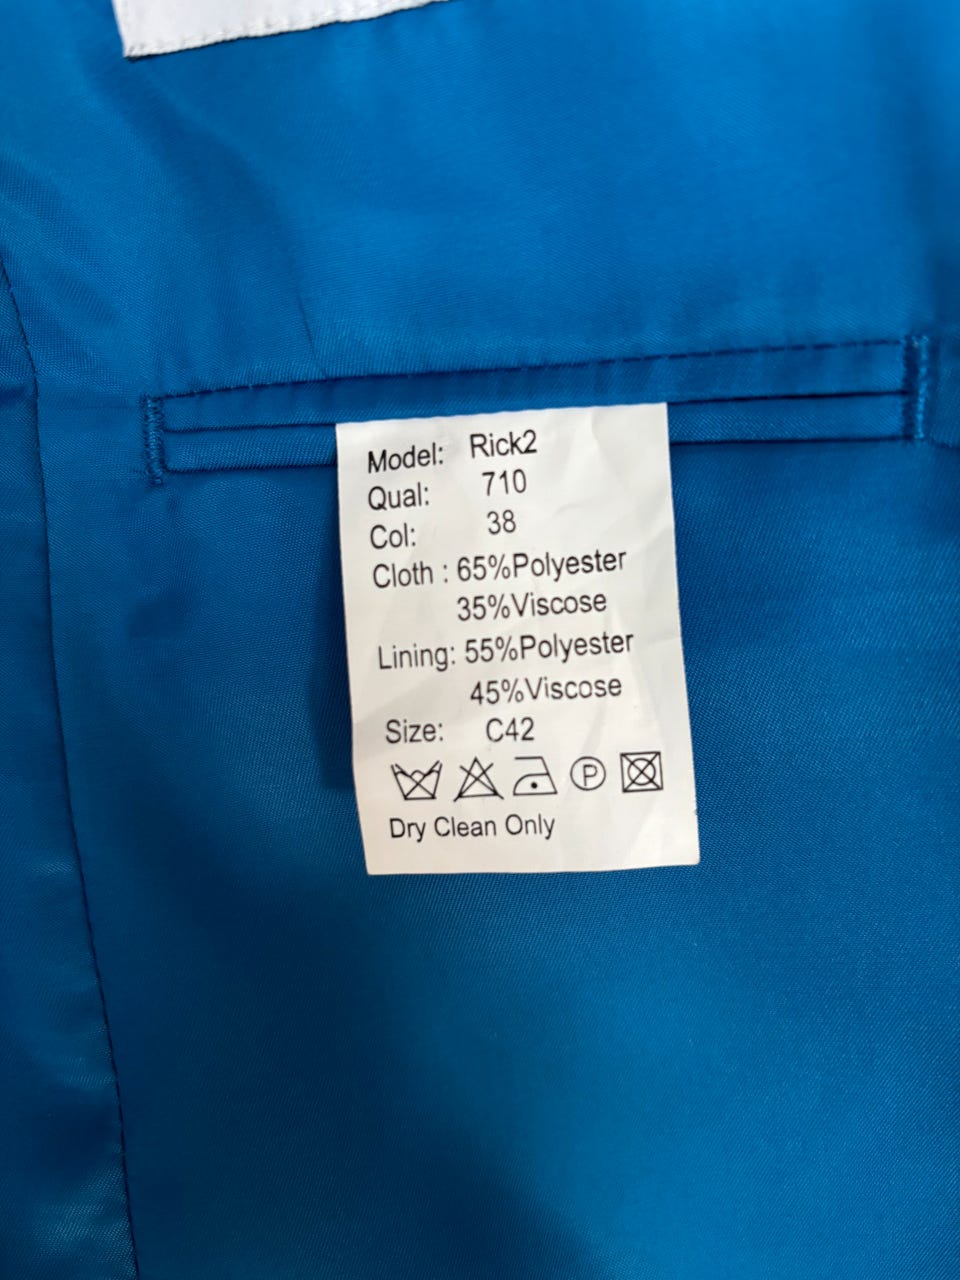 Model: Rick2
Qual: 710
Col: 38
Cloth : 65%Polyester
35%Viscose
Lining: 55%Polyester
45%Viscose
Size: C42
P
Dry Clean Only